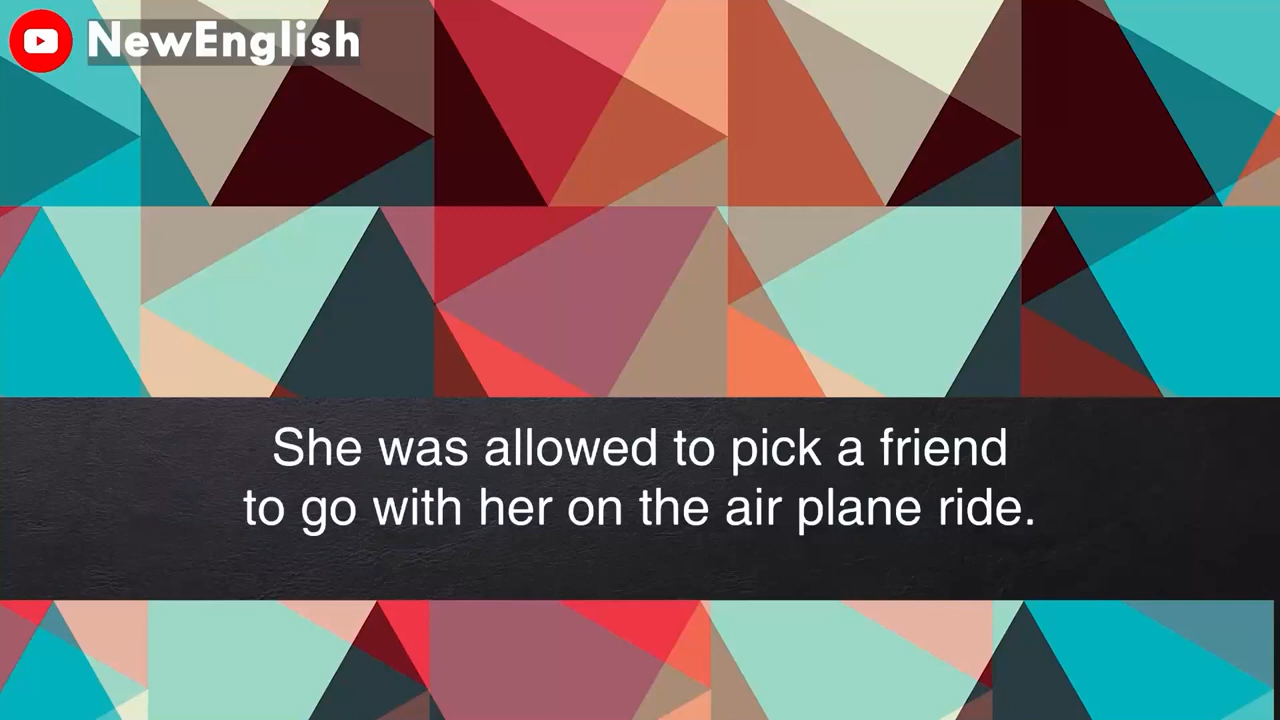 NewEnglish
She was allowed to pick a friend
to go with her on the air plane ride.